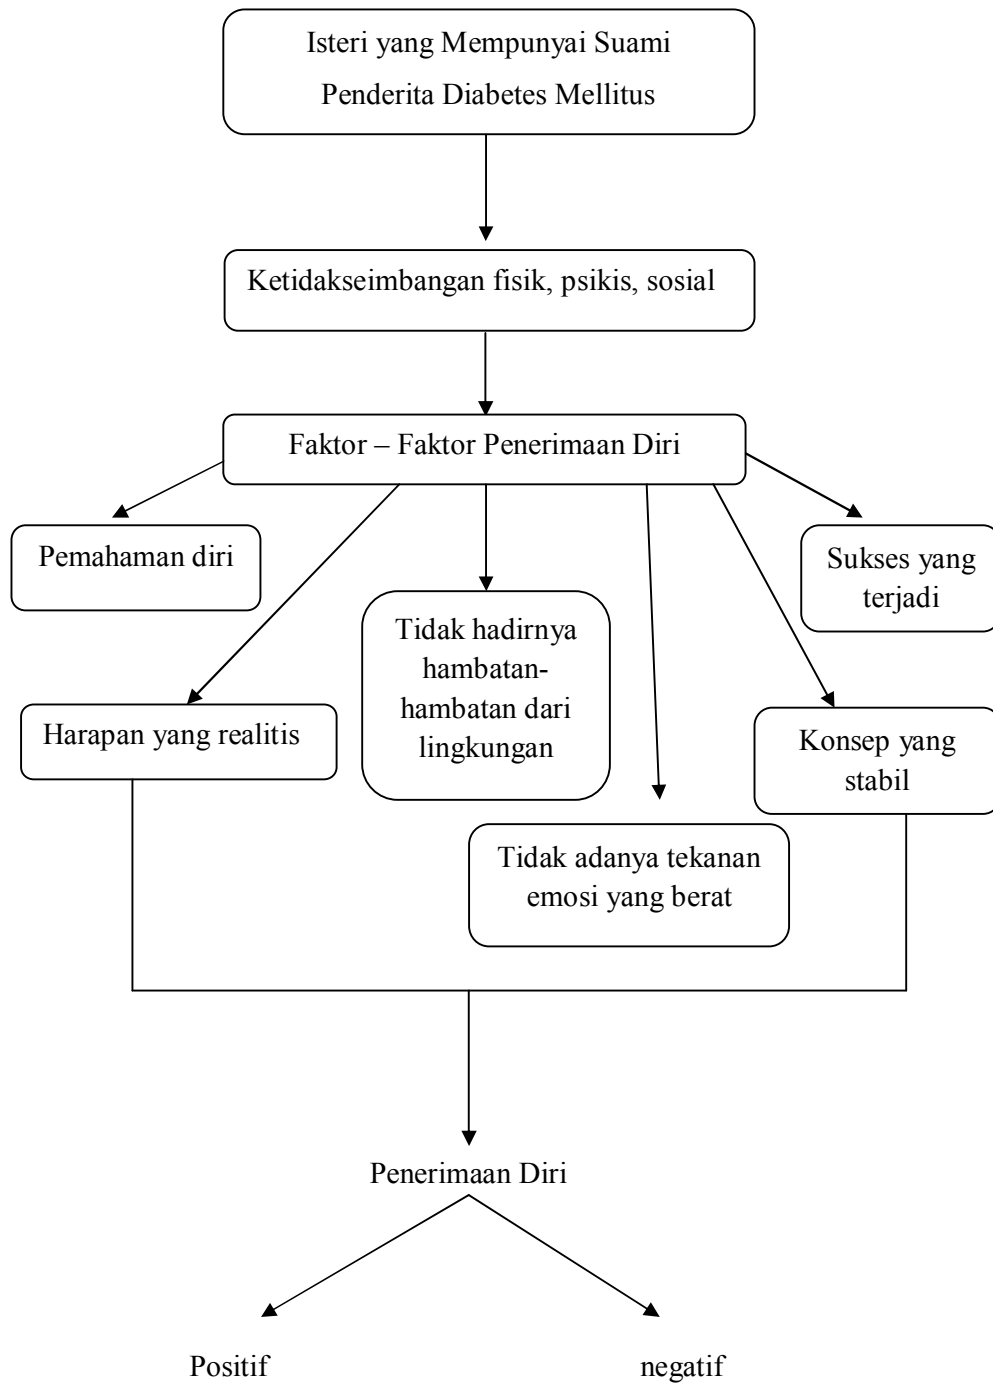 Isteri yang Mempunyai Suami
Penderita Diabetes Mellitus
Ketidakseimbangan fisik, psikis, sosial
Faktor – Faktor Penerimaan Diri
Pemahaman diri
Sukses yang
terjadi
Tidak hadirnya
hambatan-
hambatan dari
lingkungan
Harapan yang realitis
Konsep yang
stabil
Tidak adanya tekanan
emosi yang berat
Penerimaan Diri
Positif
negatif